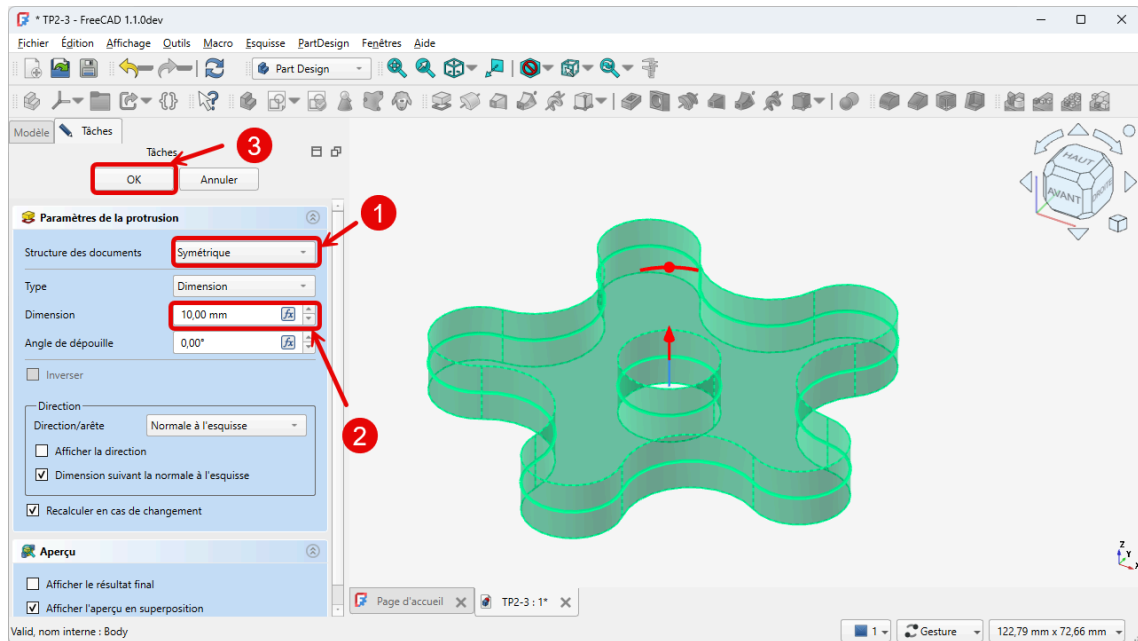 * TP2-3 - FreeCAD 1.1.0dev
Fichier Édition Affichage Outils Macro Esquisse PartDesign Fenêtres Aide
Part Design
Modèle Tâches
Tâches
3
OK Annuler
1
Paramètres de la protrusion
Structure des documents Symétrique
Type Dimension
Dimension 10,00 mm
Angle de dépouille 0,00°
Inverser
Direction
Direction/arête Normale à l'esquisse
2
Afficher la direction
Dimension suivant la normale à l'esquisse
Recalculer en cas de changement
Aperçu
Afficher le résultat final
Afficher l'aperçu en superposition
HAUT
AVANT
DROITE
Z
Y
X
Page d'accueil TP2-3 : 1*
Valid, nom interne : Body
1 Gesture 122,79 mm x 72,66 mm